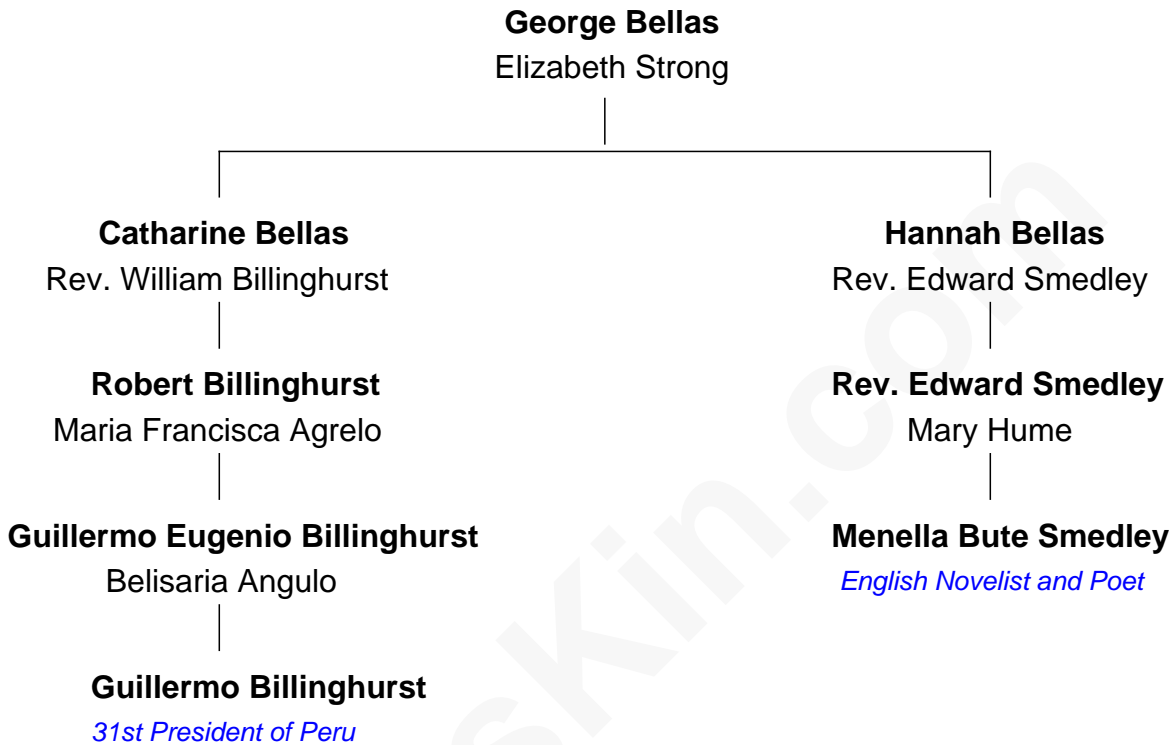 George Bellas
Elizabeth Strong
Catharine Bellas
Rev. William Billinghurst
Hannah Bellas
Rev. Edward Smedley
Robert Billinghurst
Maria Francisca Agrelo
Rev. Edward Smedley
Mary Hume
Guillermo Eugenio Billinghurst
Belisaria Angulo
Menella Bute Smedley
English Novelist and Poet
Guillermo Billinghurst
31st President of Peru
sKin.com